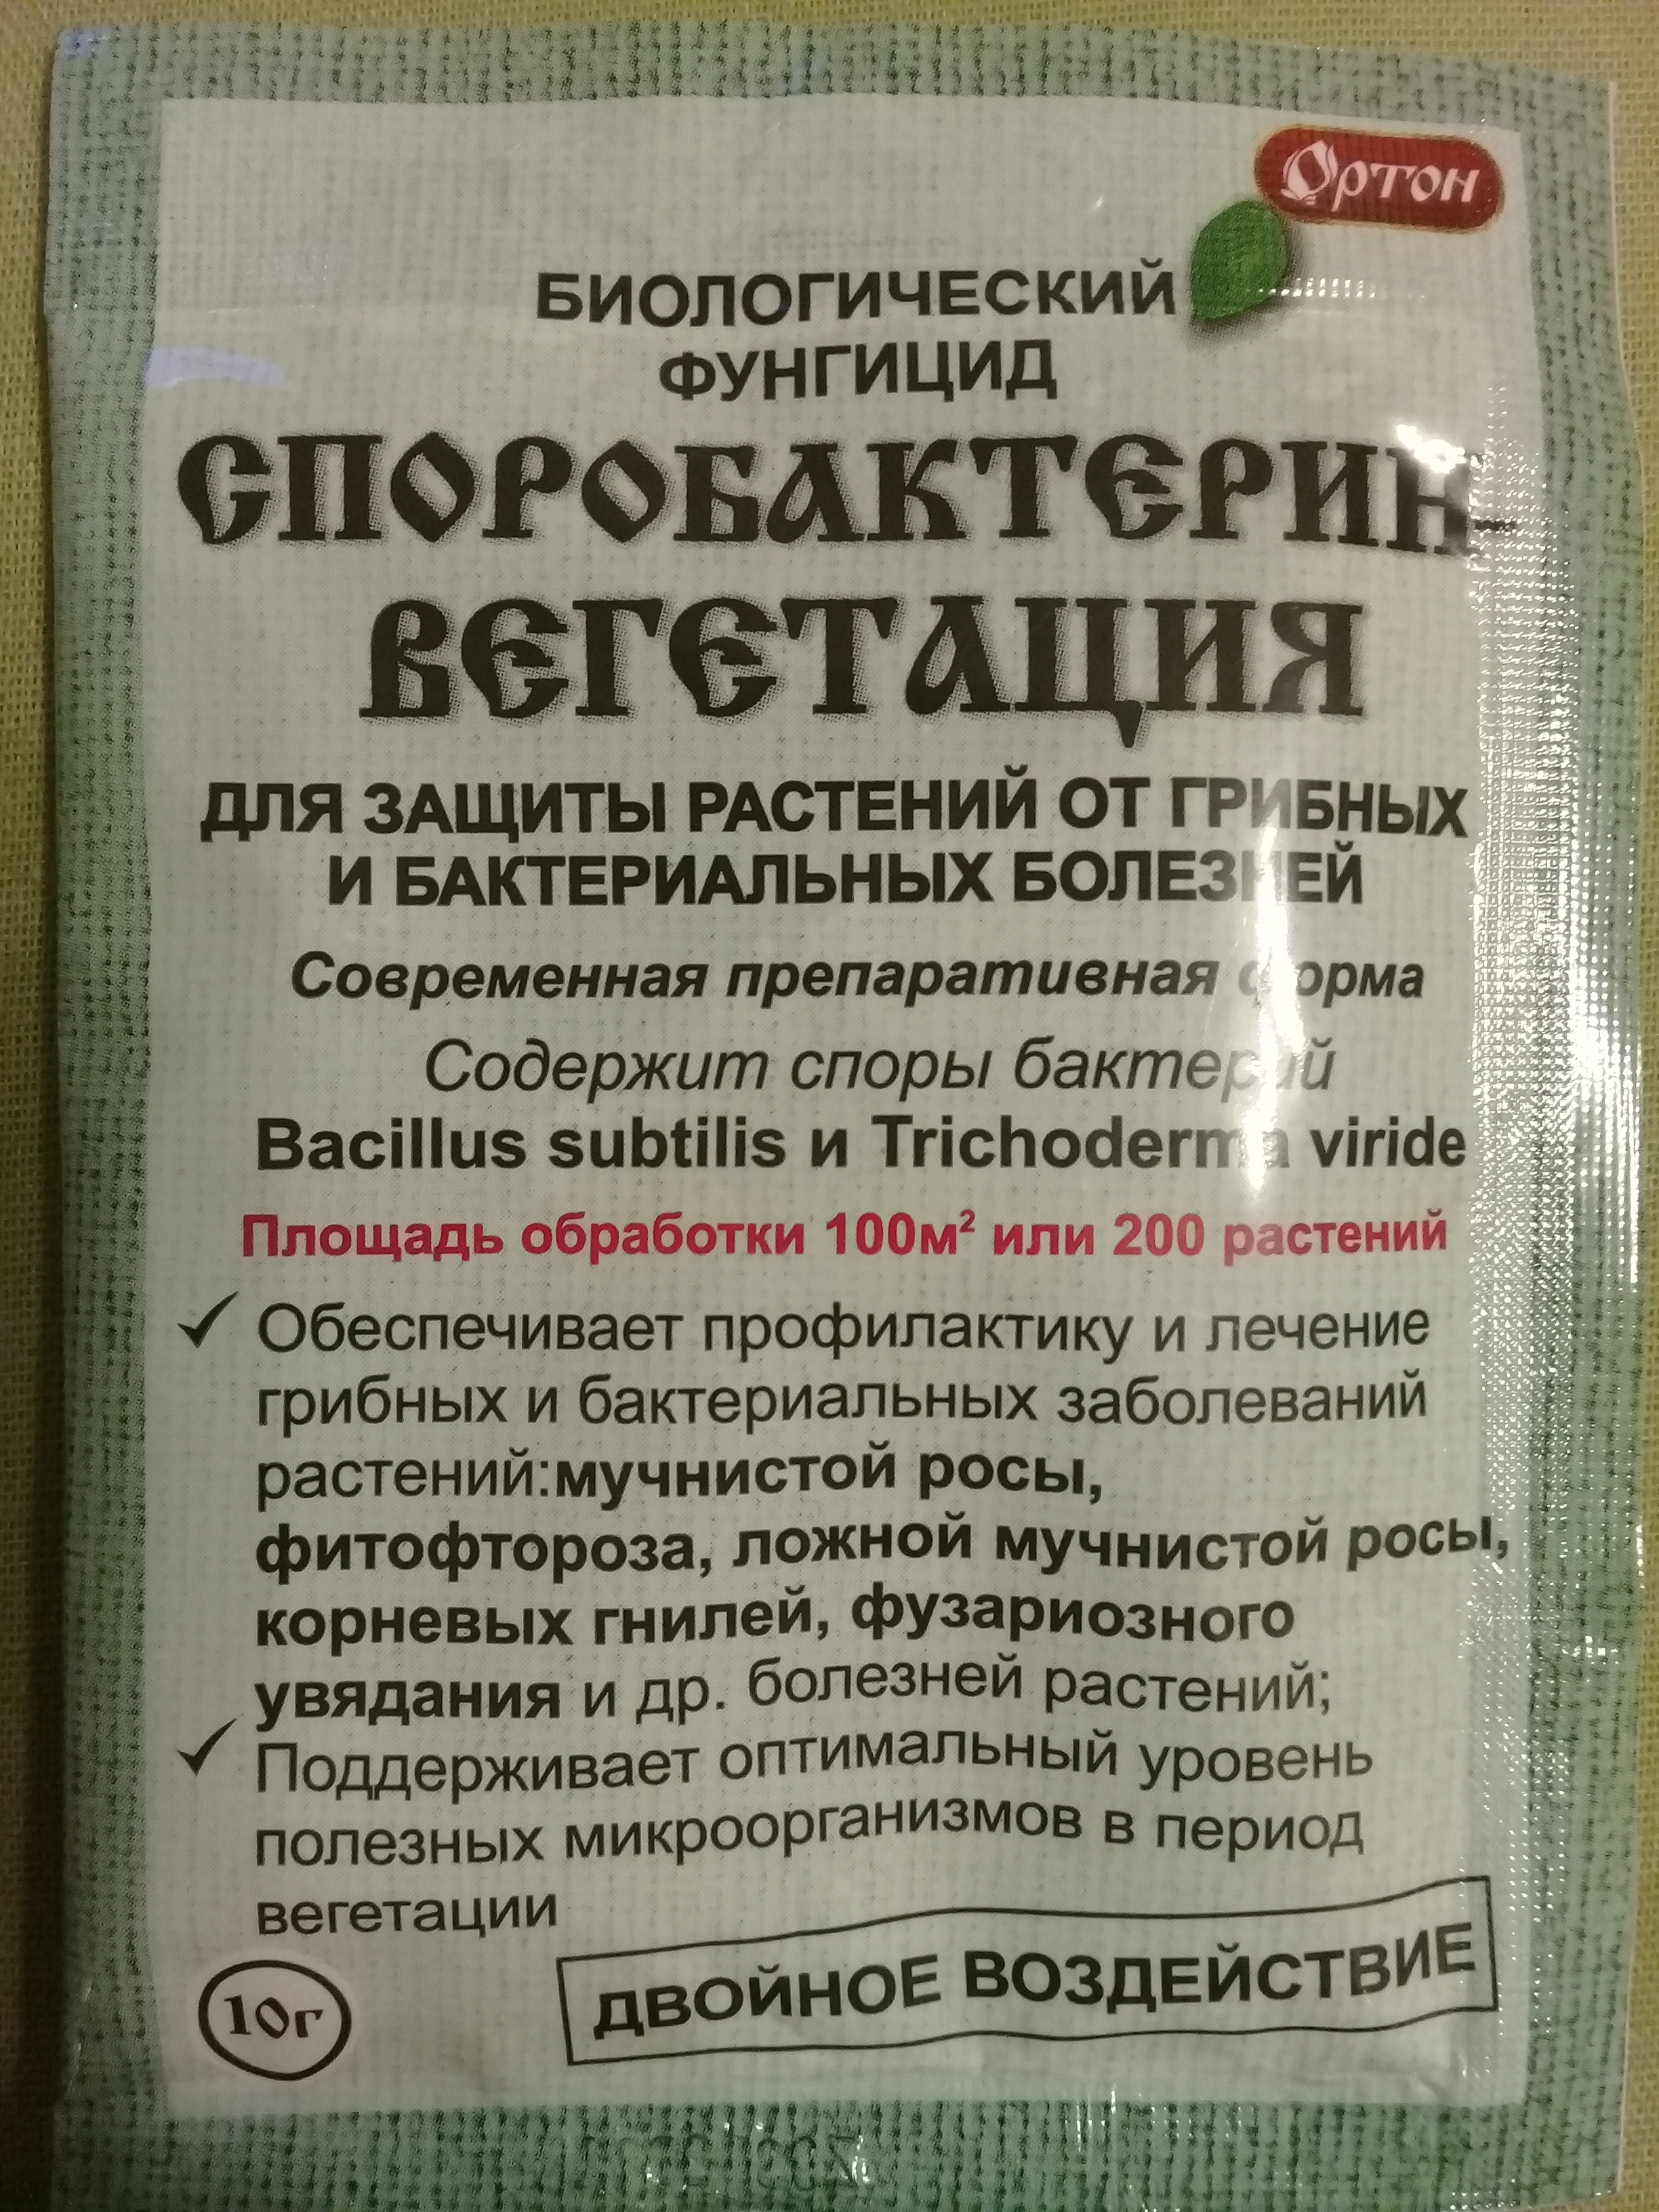 Ортон
БИОЛОГИЧЕСКИЙ
ФУНГИЦИД
СПОРОБАКТЕРИН-
ВЕГЕТАЦИЯ
ДЛЯ ЗАЩИТЫ РАСТЕНИЙ ОТ ГРИБНЫХ
И БАКТЕРИАЛЬНЫХ БОЛЕЗНЕЙ
Современная препаративная форма
Содержит споры бактерий
Bacillus subtilis и Trichoderma viride
Площадь обработки 100м² или 200 растений
✓ Обеспечивает профилактику и лечение
грибных и бактериальных заболеваний
растений:мучнистой росы,
фитофтороза, ложной мучнистой росы,
корневых гнилей, фузариозного
увядания и др. болезней растений;
✓ Поддерживает оптимальный уровень
полезных микроорганизмов в период
вегетации
10г
ДВОЙНОЕ ВОЗДЕЙСТВИЕ